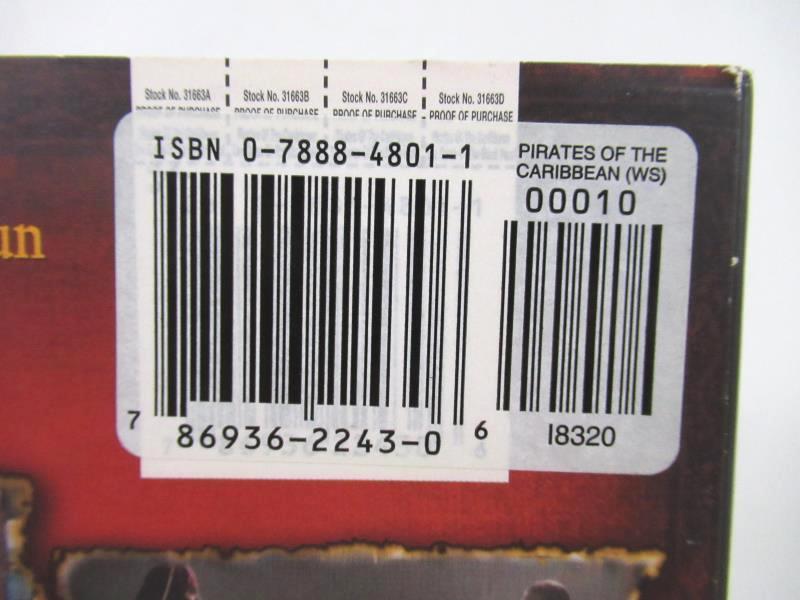 Stock No. 31663A Stock No. 31663B Stock No. 31663C Stock No. 31663D
PROOF OF PURCHASE PROOF OF PURCHASE PROOF OF PURCHASE PROOF OF PURCHASE
ISBN 0-7888-4801-1
PIRATES OF THE
CARIBBEAN (WS)
00010
un
7 86936-2243-0 6
I8320